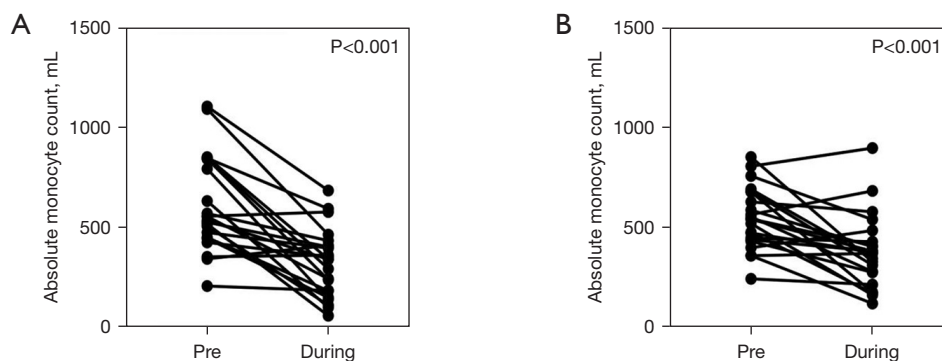 A
Absolute monocyte count, mL
1500
1000
500
0
P<0.001
Pre During
B
Absolute monocyte count, mL
1500
1000
500
0
P<0.001
Pre During